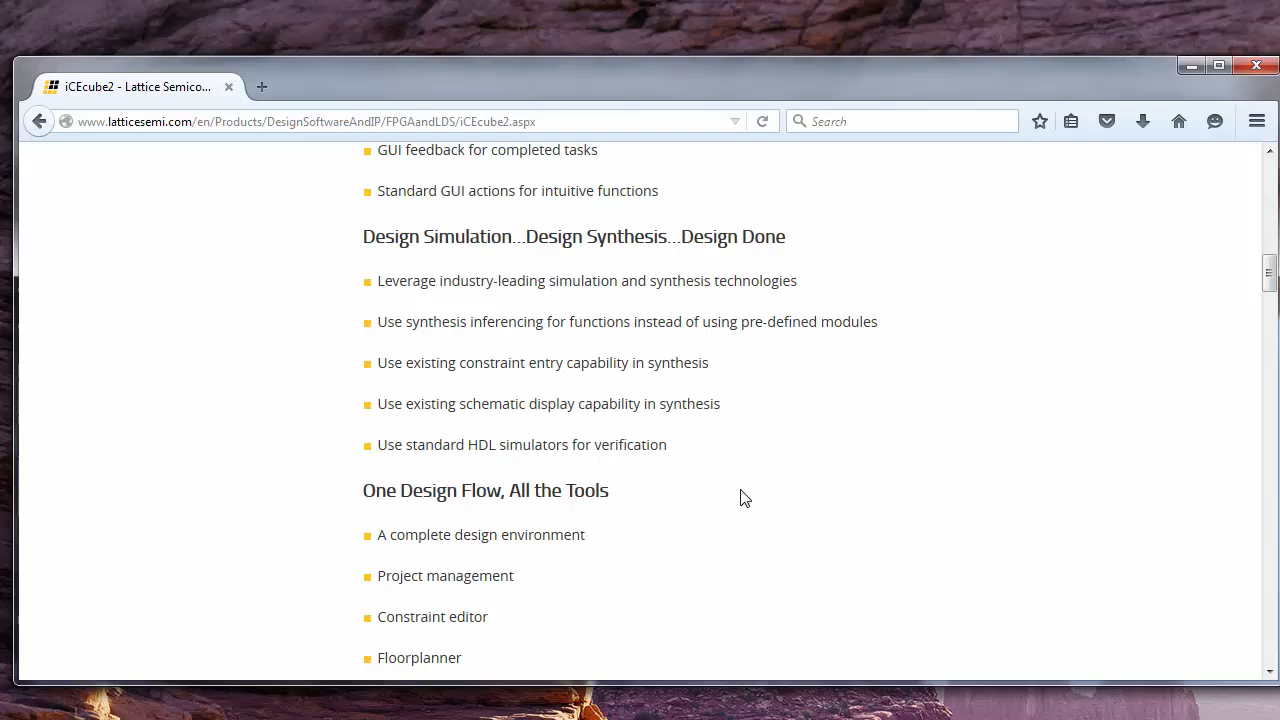 iCEcube2 - Lattice Semico...
www.latticesemi.com/en/Products/DesignSoftwareAndIP/FPGAandLDS/iCEcube2.aspx
Search
GUI feedback for completed tasks
Standard GUI actions for intuitive functions
Design Simulation...Design Synthesis...Design Done
Leverage industry-leading simulation and synthesis technologies
Use synthesis inferencing for functions instead of using pre-defined modules
Use existing constraint entry capability in synthesis
Use existing schematic display capability in synthesis
Use standard HDL simulators for verification
One Design Flow, All the Tools
A complete design environment
Project management
Constraint editor
Floorplanner